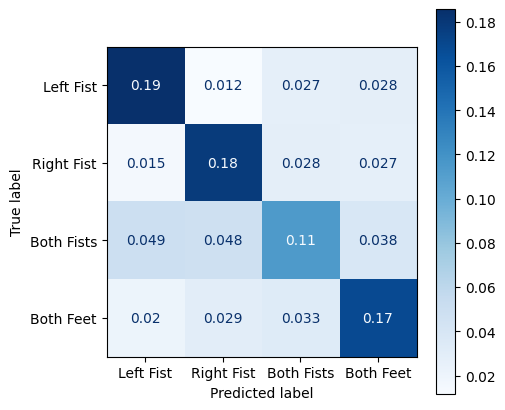 Left Fist 0.19 0.012 0.027 0.028
Right Fist 0.015 0.18 0.028 0.027
Both Fists 0.049 0.048 0.11 0.038
Both Feet 0.02 0.029 0.033 0.17
Left Fist Right Fist Both Fists Both Feet
Predicted label
True label
0.18
0.16
0.14
0.12
0.10
0.08
0.06
0.04
0.02